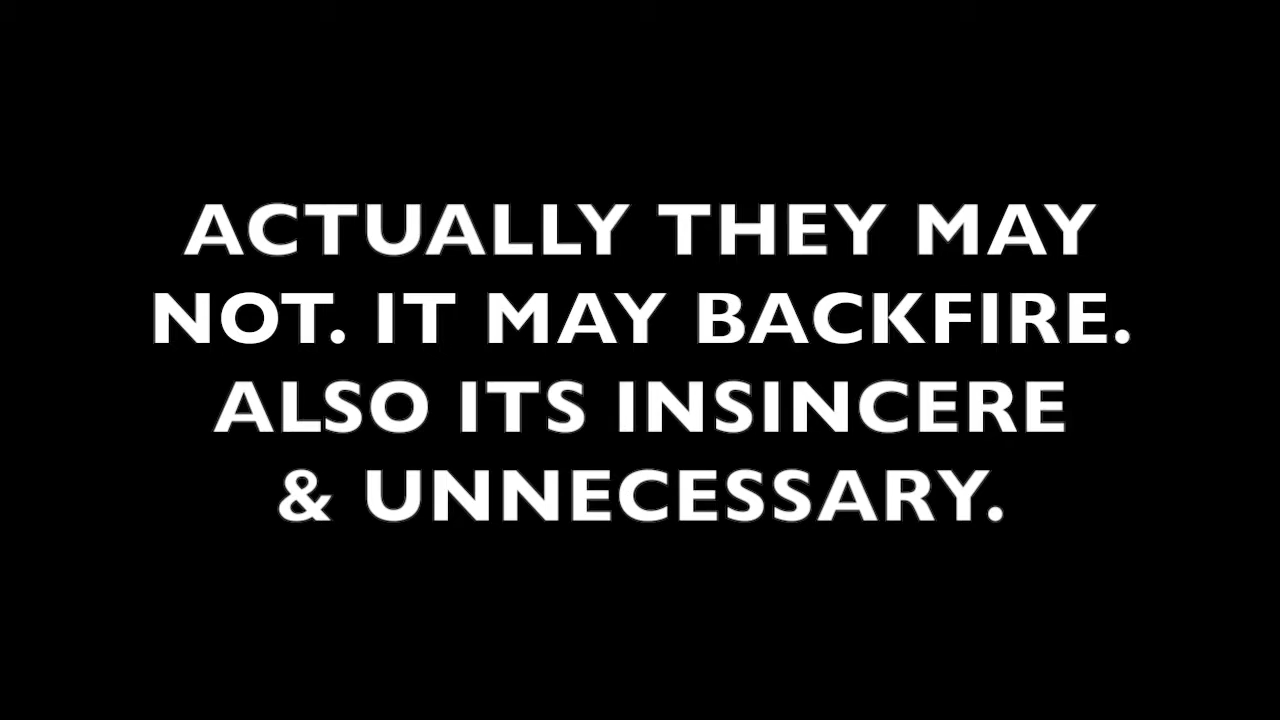 ACTUALLY THEY MAY
NOT. IT MAY BACKFIRE.
ALSO ITS INSINCERE
& UNNECESSARY.